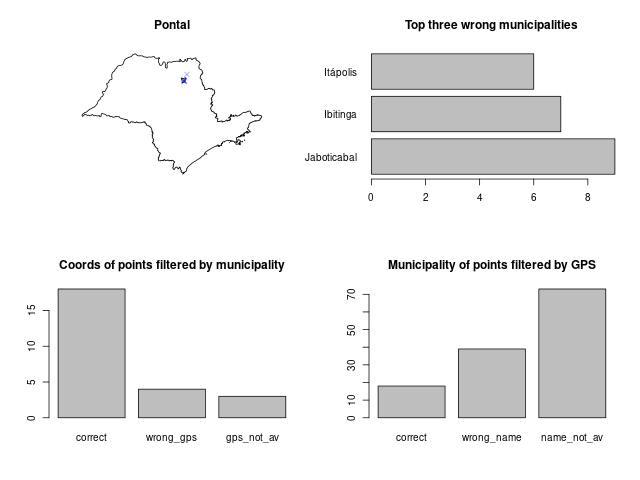 Pontal
Top three wrong municipalities
Itápolis
Ibitinga
Jaboticabal
0 2 4 6 8
Coords of points filtered by municipality
15
10
5
0
correct wrong_gps gps_not_av
Municipality of points filtered by GPS
70
50
30
10
0
correct wrong_name name_not_av